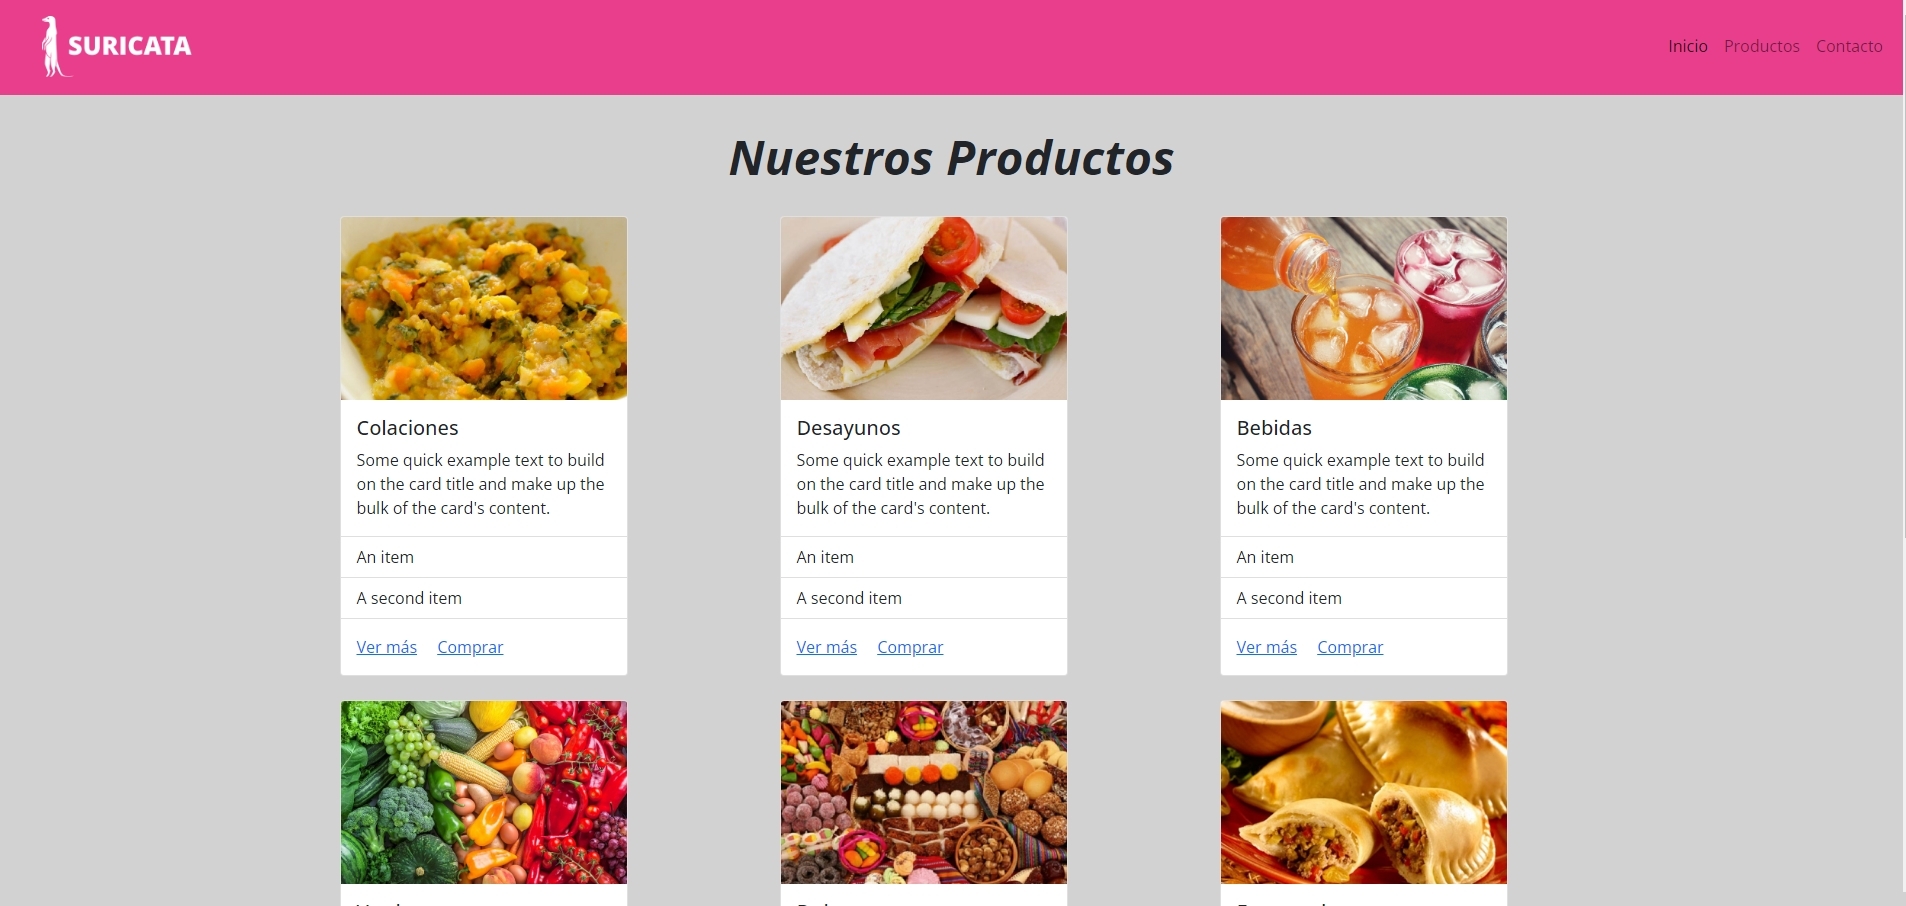 SURICATA
Inicio Productos Contacto
Nuestros Productos
Colaciones
Some quick example text to build
on the card title and make up the
bulk of the card's content.
An item
A second item
Ver más Comprar
Desayunos
Some quick example text to build
on the card title and make up the
bulk of the card's content.
An item
A second item
Ver más Comprar
Bebidas
Some quick example text to build
on the card title and make up the
bulk of the card's content.
An item
A second item
Ver más Comprar